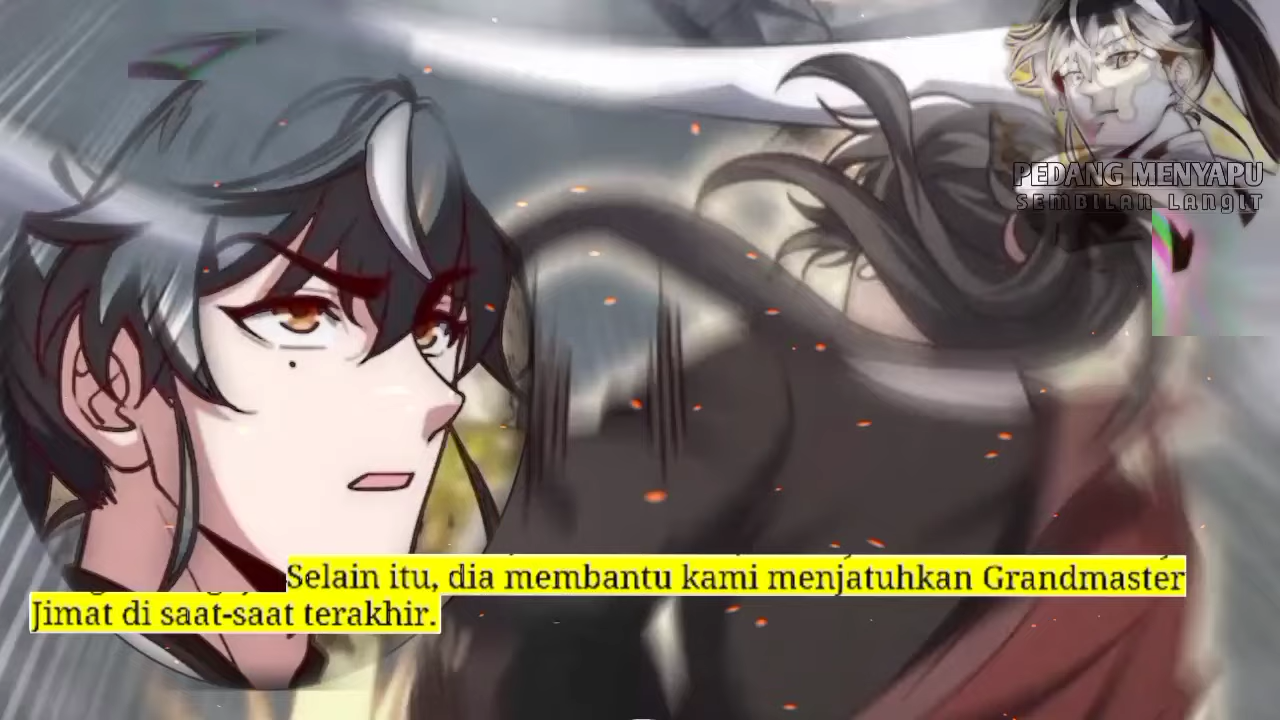 PEDANG MENYAPU
SEMBILAN LANGIT
Selain itu, dia membantu kami menjatuhkan Grandmaster
Jimat di saat-saat terakhir.